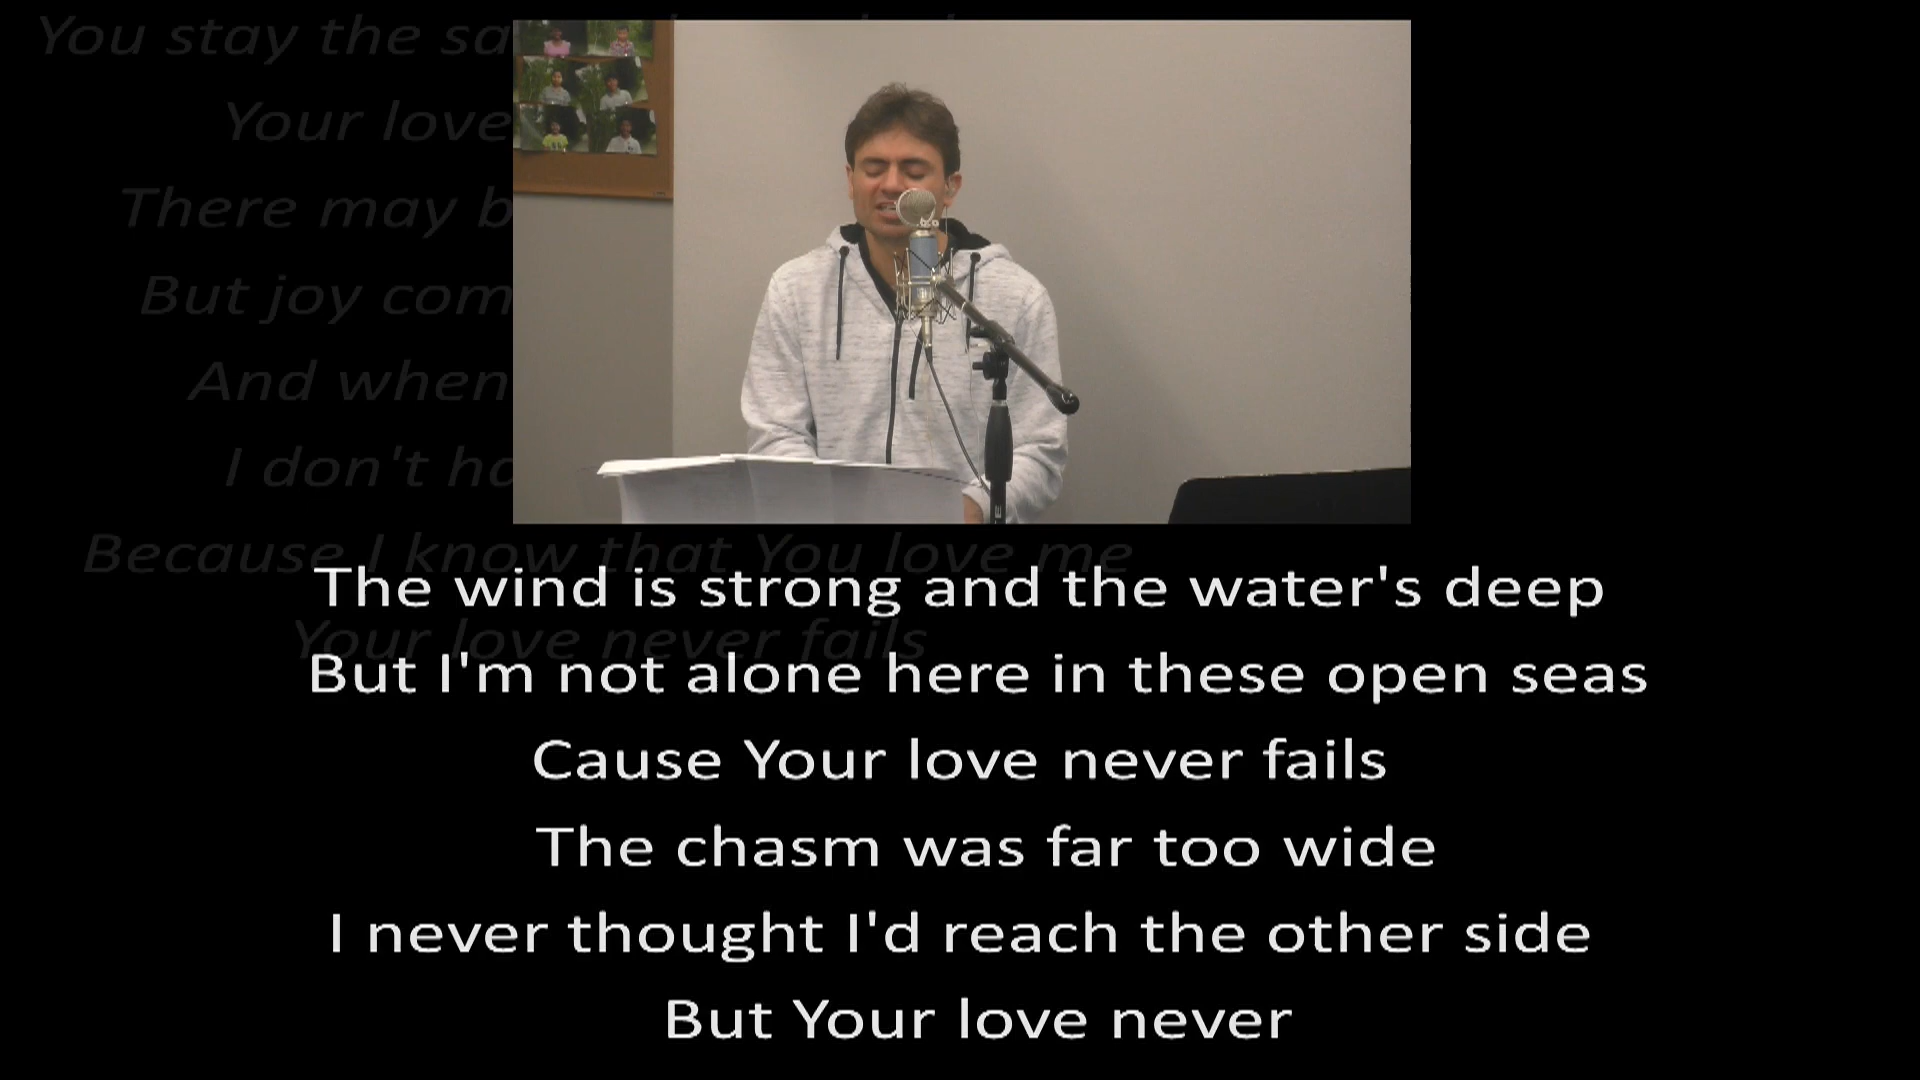 You stay the sa
Your love
There may b
But joy com
And when
I don't ha
Because I know that You love me
Your love never fails
The wind is strong and the water's deep
But I'm not alone here in these open seas
Cause Your love never fails
The chasm was far too wide
I never thought I'd reach the other side
But Your love never